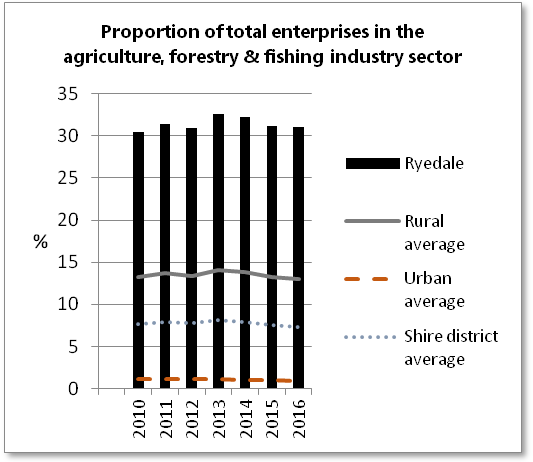 Proportion of total enterprises in the
agriculture, forestry & fishing industry sector
35
30
25
20
15
10
5
0
%
2010
2011
2012
2013
2014
2015
2016
Ryedale
Rural
average
Urban
average
Shire district
average